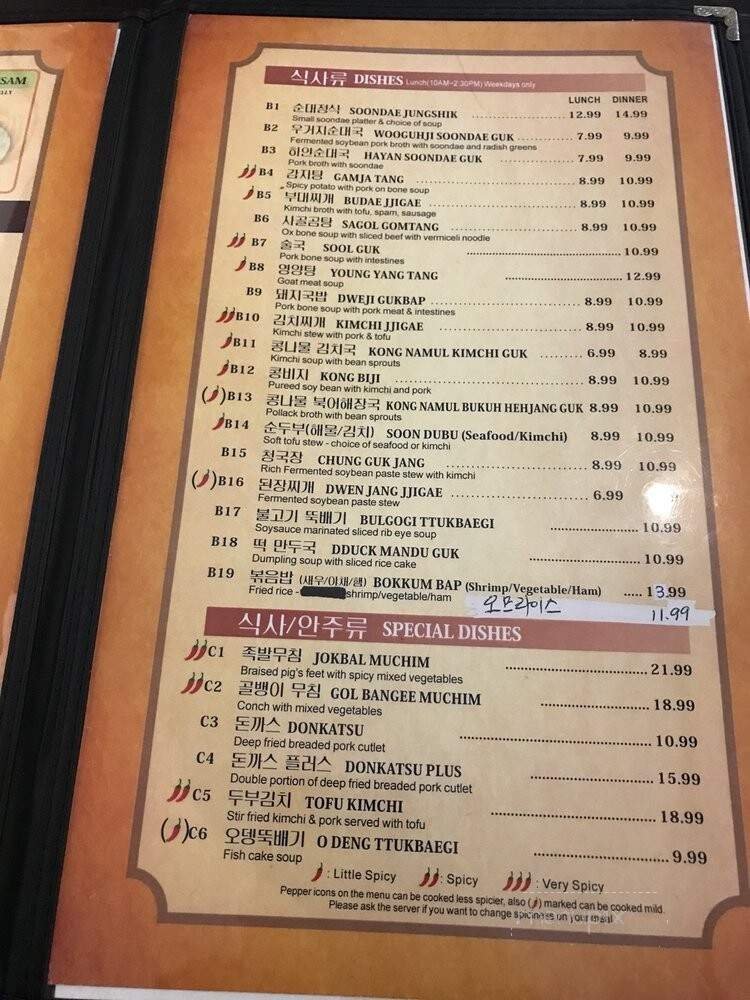 SAM
식사류 DISHES Lunch(10AM~2:30PM) Weekdays only
LUNCH DINNER
B1 순대정식 SOONDAE JUNGSHIK 12.99 14.99
Small soondae platter & choice of soup
B2 우거지순대국 WOOGUHJI SOONDAE GUK 7.99 9.99
Fermented soybean pork broth with soondae and radish greens
B3 하얀순대국 HAYAN SOONDAE GUK 7.99 9.99
Pork broth with soondae
B4 감자탕 GAMJA TANG 8.99 10.99
Spicy potato with pork on bone soup
B5 부대찌개 BUDAE JJIGAE 8.99 10.99
Kimchi broth with tofu, spam, sausage
B6 사골곰탕 SAGOL GOMTANG 8.99 10.99
Ox bone soup with sliced beef with vermiceli noodle
B7 술국 SOOL GUK 10.99
Pork bone soup with intestines
B8 영양탕 YOUNG YANG TANG 12.99
Goat meat soup
B9 돼지국밥 DWEJI GUKBAP 8.99 10.99
Pork bone soup with pork meat & intestines
B10 김치찌개 KIMCHI JJIGAE 8.99 10.99
Kimchi stew with pork & tofu
B11 콩나물 김치국 KONG NAMUL KIMCHI GUK 6.99 8.99
Kimchi soup with bean sprouts
B12 콩비지 KONG BIJI 8.99 10.99
Pureed soy bean with kimchi and pork
( )B13 콩나물 북어해장국 KONG NAMUL BUKUH HEHJANG GUK 8.99 10.99
Pollack broth with bean sprouts
B14 순두부(해물/김치) SOON DUBU (Seafood/Kimchi) 8.99 10.99
Soft tofu stew - choice of seafood or kimchi
B15 청국장 CHUNG GUK JANG 8.99 10.99
Rich Fermented soybean paste stew with kimchi
( )B16 된장찌개 DWEN JANG JJIGAE 6.99
Fermented soybean paste stew
B17 불고기 뚝배기 BULGOGI TTUKBAEGI 10.99
Soysauce marinated sliced rib eye soup
B18 떡 만두국 DDUCK MANDU GUK 10.99
Dumpling soup with sliced rice cake
B19 볶음밥 (새우/야채/햄) BOKKUM BAP (Shrimp/Vegetable/Ham) 13.99
Fried rice - shrimp/vegetable/ham
오므라이스 11.99
식사/안주류 SPECIAL DISHES
C1 족발무침 JOKBAL MUCHIM 21.99
Braised pig's feet with spicy mixed vegetables
C2 골뱅이 무침 GOL BANGEE MUCHIM 18.99
Conch with mixed vegetables
C3 돈까스 DONKATSU 10.99
Deep fried breaded pork cutlet
C4 돈까스 플러스 DONKATSU PLUS 15.99
Double portion of deep fried breaded pork cutlet
C5 두부김치 TOFU KIMCHI 18.99
Stir fried kimchi & pork served with tofu
( )C6 오뎅뚝배기 O DENG TTUKBAEGI 9.99
Fish cake soup
: Little Spicy : Spicy : Very Spicy
Pepper icons on the menu can be cooked less spicier, also ( ) marked can be cooked mild.
Please ask the server if you want to change spiciness on your meal